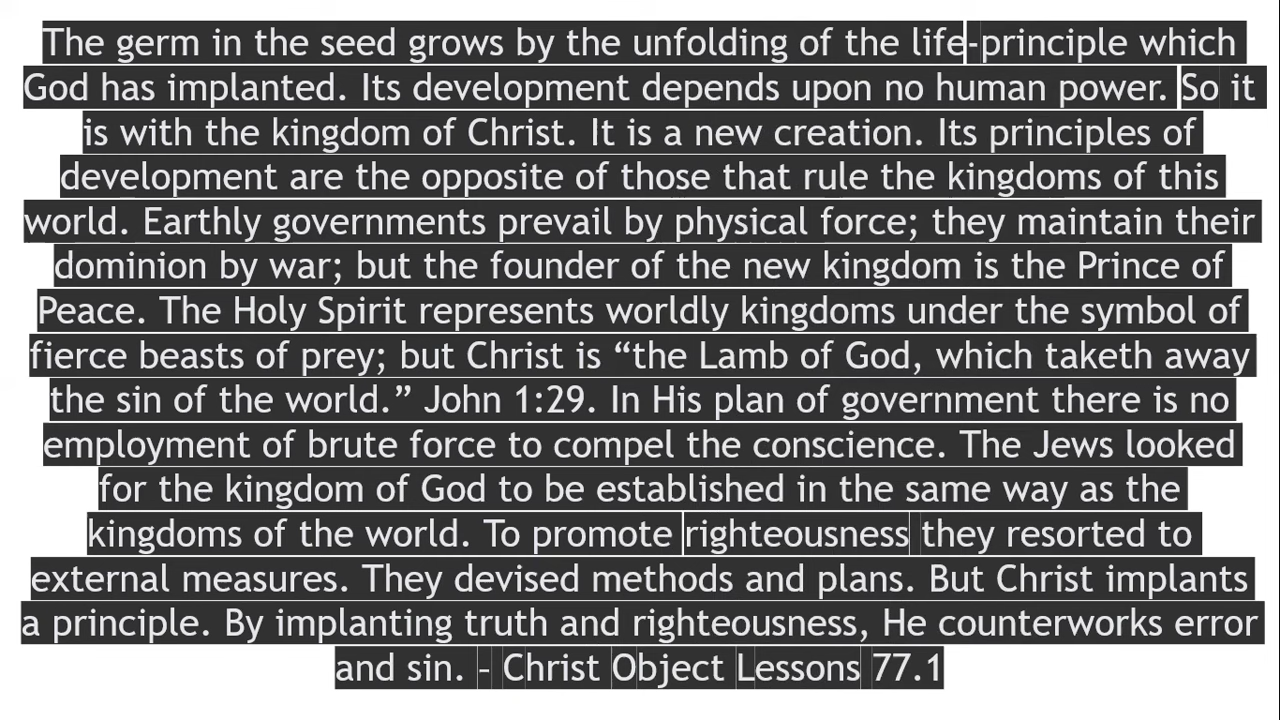 The germ in the seed grows by the unfolding of the life-principle which
God has implanted. Its development depends upon no human power. So it
is with the kingdom of Christ. It is a new creation. Its principles of
development are the opposite of those that rule the kingdoms of this
world. Earthly governments prevail by physical force; they maintain their
dominion by war; but the founder of the new kingdom is the Prince of
Peace. The Holy Spirit represents worldly kingdoms under the symbol of
fierce beasts of prey; but Christ is “the Lamb of God, which taketh away
the sin of the world.” John 1:29. In His plan of government there is no
employment of brute force to compel the conscience. The Jews looked
for the kingdom of God to be established in the same way as the
kingdoms of the world. To promote righteousness they resorted to
external measures. They devised methods and plans. But Christ implants
a principle. By implanting truth and righteousness, He counterworks error
and sin. – Christ Object Lessons 77.1